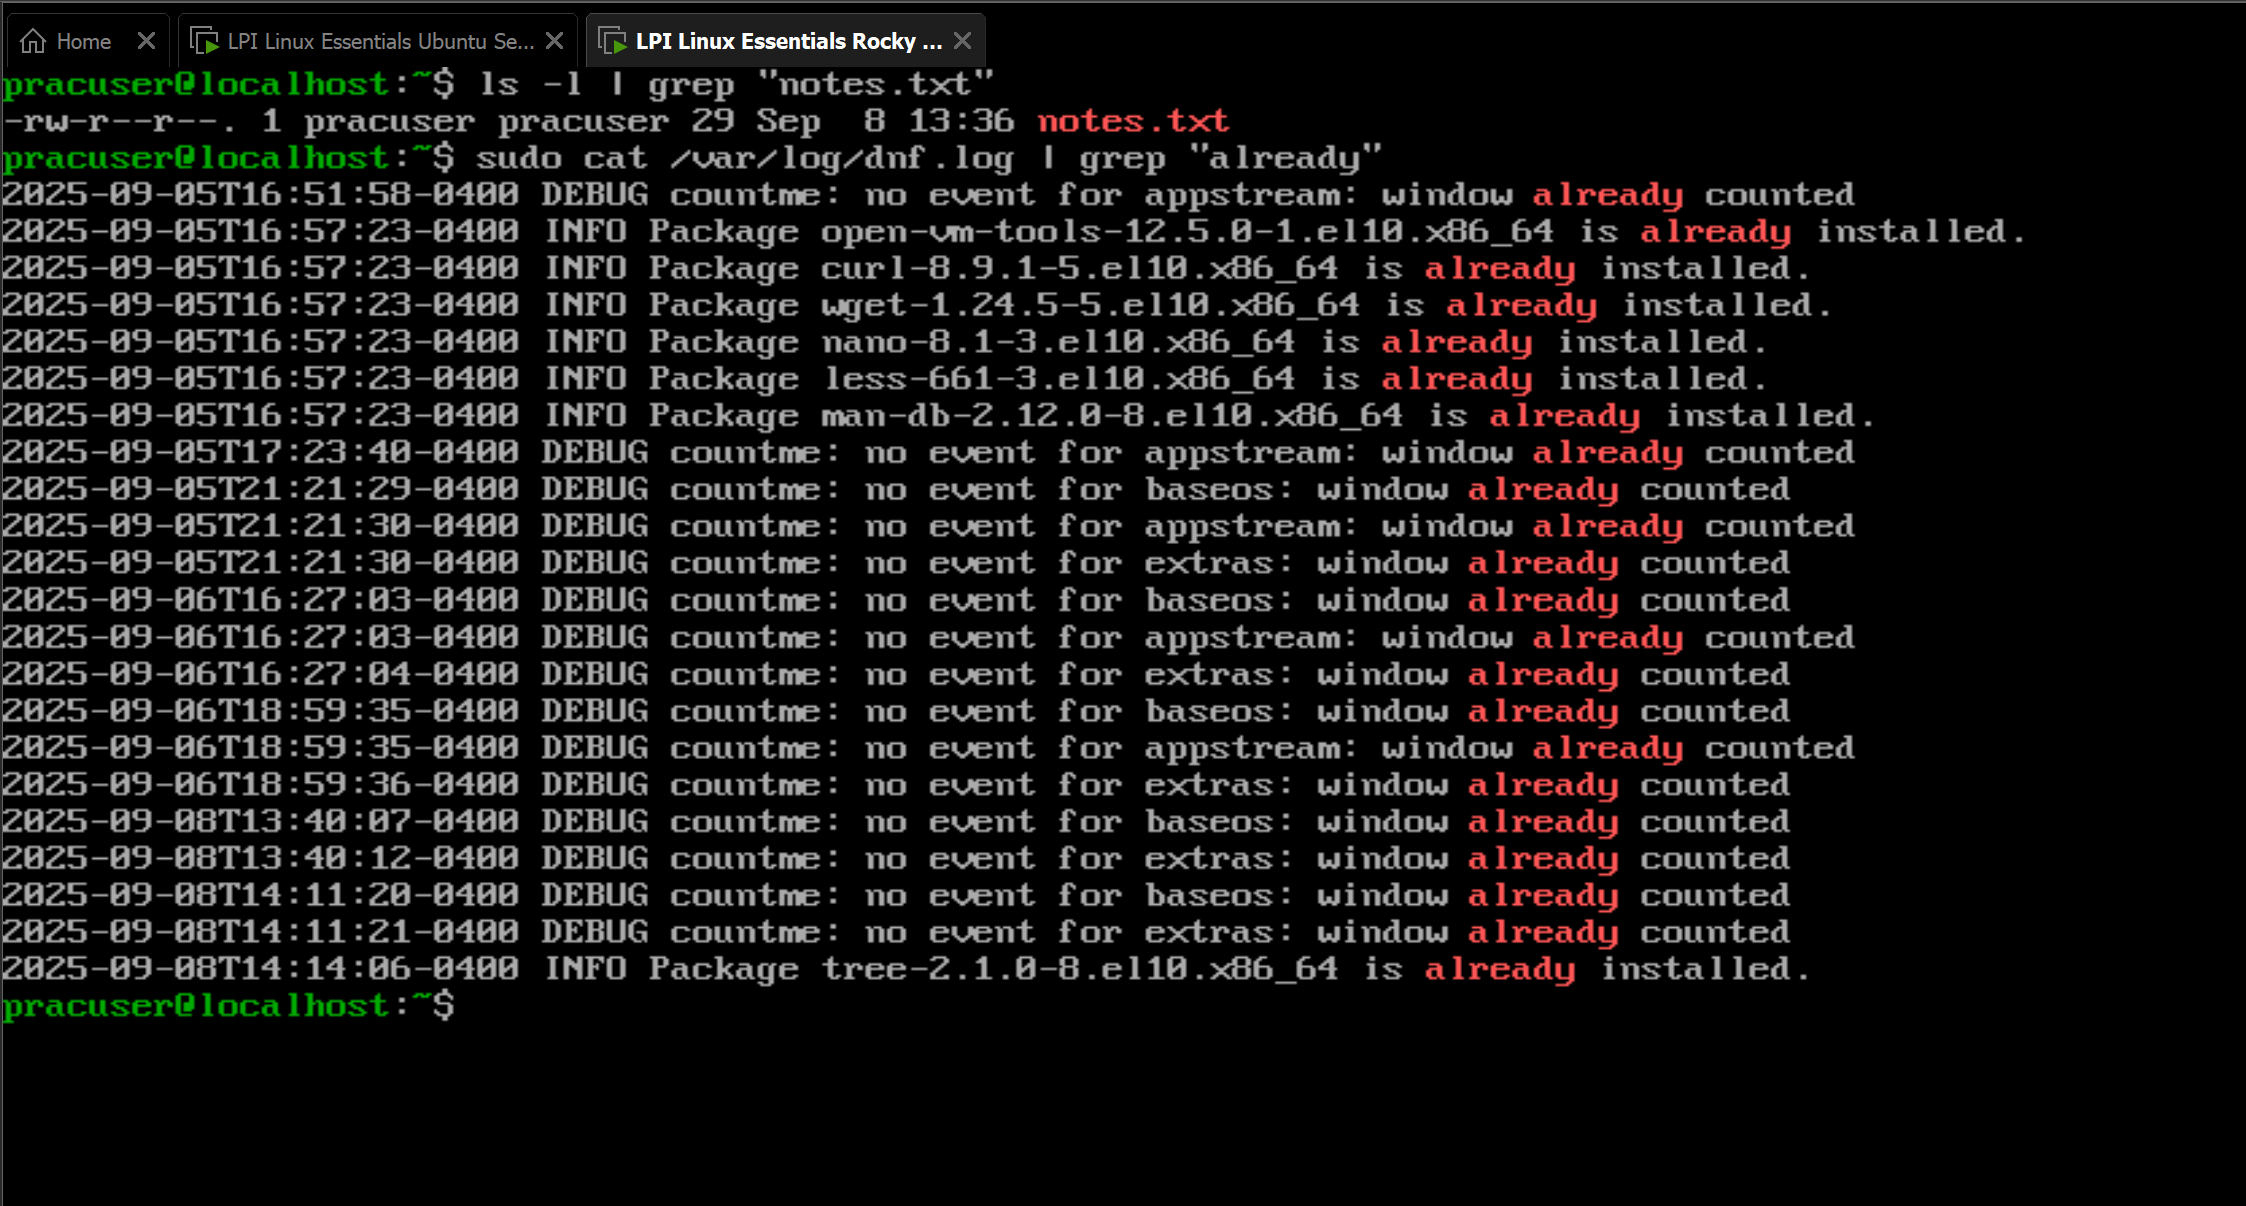 Home
LPI Linux Essentials Ubuntu Se...
LPI Linux Essentials Rocky ...
pracuser@localhost:~$ ls -l | grep "notes.txt"
-rw-r--r--. 1 pracuser pracuser 29 Sep  8 13:36 notes.txt
pracuser@localhost:~$ sudo cat /var/log/dnf.log | grep "already"
2025-09-05T16:51:58-0400 DEBUG countme: no event for appstream: window already counted
2025-09-05T16:57:23-0400 INFO Package open-vm-tools-12.5.0-1.el10.x86_64 is already installed.
2025-09-05T16:57:23-0400 INFO Package curl-8.9.1-5.el10.x86_64 is already installed.
2025-09-05T16:57:23-0400 INFO Package wget-1.24.5-5.el10.x86_64 is already installed.
2025-09-05T16:57:23-0400 INFO Package nano-8.1-3.el10.x86_64 is already installed.
2025-09-05T16:57:23-0400 INFO Package less-661-3.el10.x86_64 is already installed.
2025-09-05T16:57:23-0400 INFO Package man-db-2.12.0-8.el10.x86_64 is already installed.
2025-09-05T17:23:40-0400 DEBUG countme: no event for appstream: window already counted
2025-09-05T21:21:29-0400 DEBUG countme: no event for baseos: window already counted
2025-09-05T21:21:30-0400 DEBUG countme: no event for appstream: window already counted
2025-09-05T21:21:30-0400 DEBUG countme: no event for extras: window already counted
2025-09-06T16:27:03-0400 DEBUG countme: no event for baseos: window already counted
2025-09-06T16:27:03-0400 DEBUG countme: no event for appstream: window already counted
2025-09-06T16:27:04-0400 DEBUG countme: no event for extras: window already counted
2025-09-06T18:59:35-0400 DEBUG countme: no event for baseos: window already counted
2025-09-06T18:59:35-0400 DEBUG countme: no event for appstream: window already counted
2025-09-06T18:59:36-0400 DEBUG countme: no event for extras: window already counted
2025-09-08T13:40:07-0400 DEBUG countme: no event for baseos: window already counted
2025-09-08T13:40:12-0400 DEBUG countme: no event for extras: window already counted
2025-09-08T14:11:20-0400 DEBUG countme: no event for baseos: window already counted
2025-09-08T14:11:21-0400 DEBUG countme: no event for extras: window already counted
2025-09-08T14:14:06-0400 INFO Package tree-2.1.0-8.el10.x86_64 is already installed.
pracuser@localhost:~$